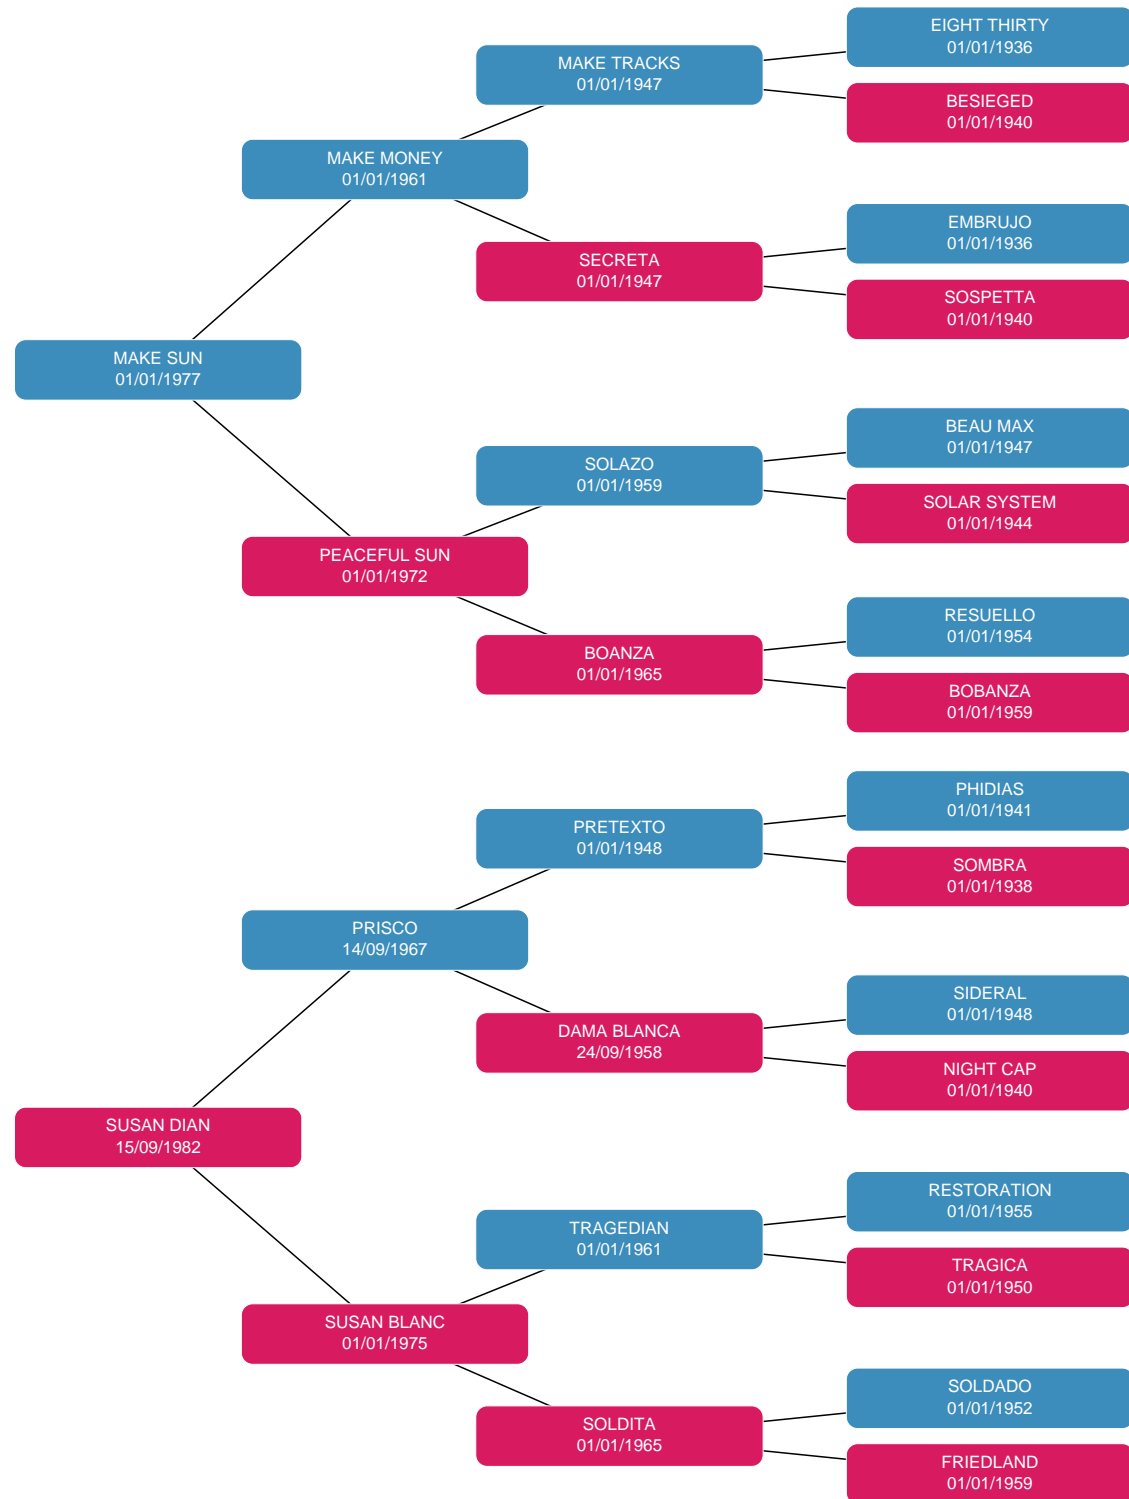 EIGHT THIRTY
01/01/1936
MAKE TRACKS
01/01/1947
BESIEGED
01/01/1940
MAKE MONEY
01/01/1961
EMBRUJO
01/01/1936
SECRETA
01/01/1947
SOSPETTA
01/01/1940
MAKE SUN
01/01/1977
BEAU MAX
01/01/1947
SOLAZO
01/01/1959
SOLAR SYSTEM
01/01/1944
PEACEFUL SUN
01/01/1972
RESUELLO
01/01/1954
BOANZA
01/01/1965
BOBANZA
01/01/1959
PHIDIAS
01/01/1941
PRETEXTO
01/01/1948
SOMBRA
01/01/1938
PRISCO
14/09/1967
SIDERAL
01/01/1948
DAMA BLANCA
24/09/1958
NIGHT CAP
01/01/1940
SUSAN DIAN
15/09/1982
RESTORATION
01/01/1955
TRAGEDIAN
01/01/1961
TRAGICA
01/01/1950
SUSAN BLANC
01/01/1975
SOLDADO
01/01/1952
SOLDITA
01/01/1965
FRIEDLAND
01/01/1959